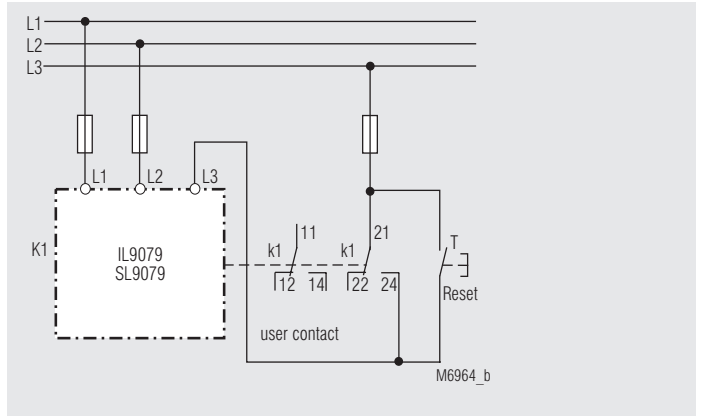 L1
L2
L3
L1 L2 L3
K1
IL9079
SL9079
k1 11 k1 21 T
12 14 22 24
Reset
user contact
M6964_b